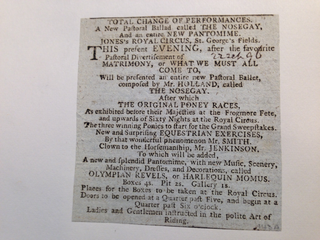 TOTAL CHANGE OF PERFORMANCES.
A New Pastoral Ballad called THE NOSEGAY,
And an entire NEW PANTOMIME.
JONES's ROYAL CIRCUS, St. George's Fields.
THIS present EVENING, after the favourite
Pastoral Divertisement of
MATRIMONY, or WHAT WE MUST ALL
COME TO,
Will be presented an entire new Pastoral Ballet,
composed by Mr. HOLLAND, called
THE NOSEGAY.
After which
THE ORIGINAL PONEY RACES,
As exhibited before their Majesties at the Frogmore Fete,
and upwards of Sixty Nights at the Royal Circus.
The three winning Ponies to start for the Grand Sweepstakes.
New and Surprising EQUESTRIAN EXERCISES,
By that wonderful phænomenon Mr. SMITH.
Clown to the Horsemanship, Mr. JENKINSON.
To which will be added,
A new and splendid Pantomime, with new Music, Scenery,
Machinery, Dresses, and Decorations, called
OLYMPIAN REVELS, or HARLEQUIN MOMUS.
Boxes 4s. Pit 2s. Gallery 1s.
Places for the Boxes to be taken at the Royal Circus.
Doors to be opened at a Quarter past Five, and begin at a
Quarter past Six o'clock.
Ladies and Gentlemen instructed in the polite Art of
Riding.